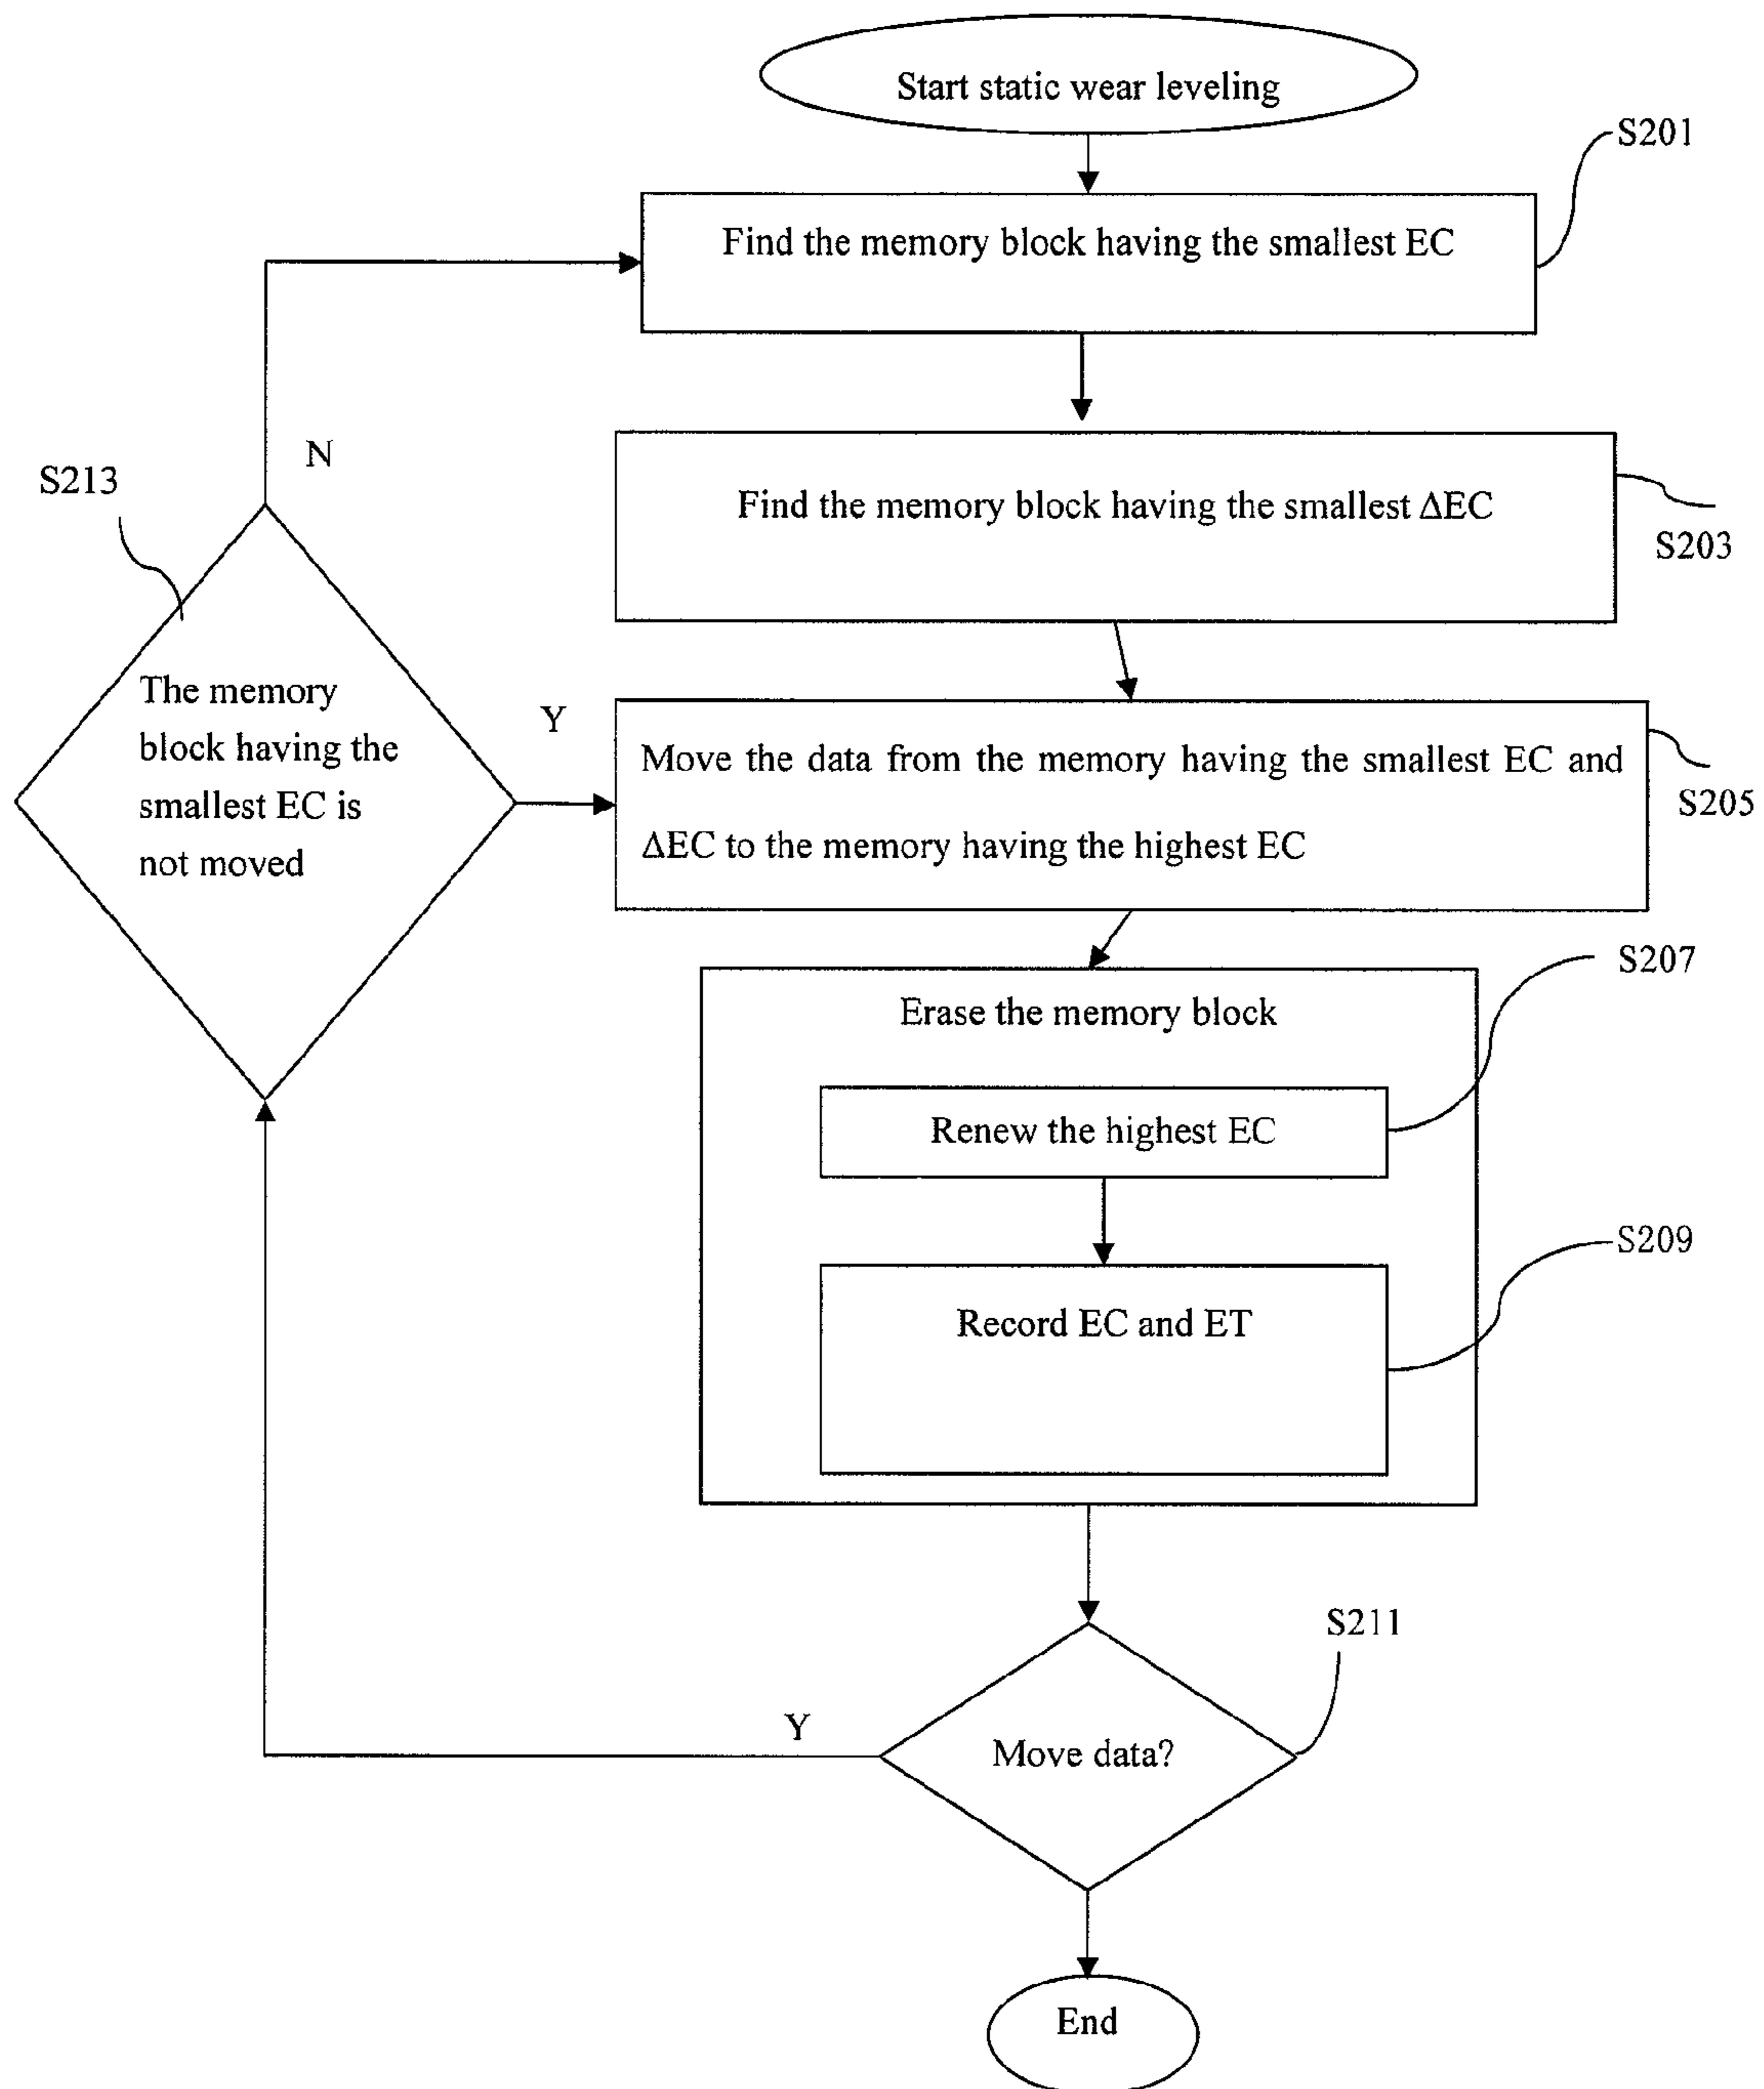 Start static wear leveling
S201
Find the memory block having the smallest EC
N
S213
Find the memory block having the smallest ΔEC
S203
The memory
block having the
smallest EC is
not moved
Y
Move the data from the memory having the smallest EC and
ΔEC to the memory having the highest EC
S205
S207
Erase the memory block
Renew the highest EC
S209
Record EC and ET
S211
Y
Move data?
End